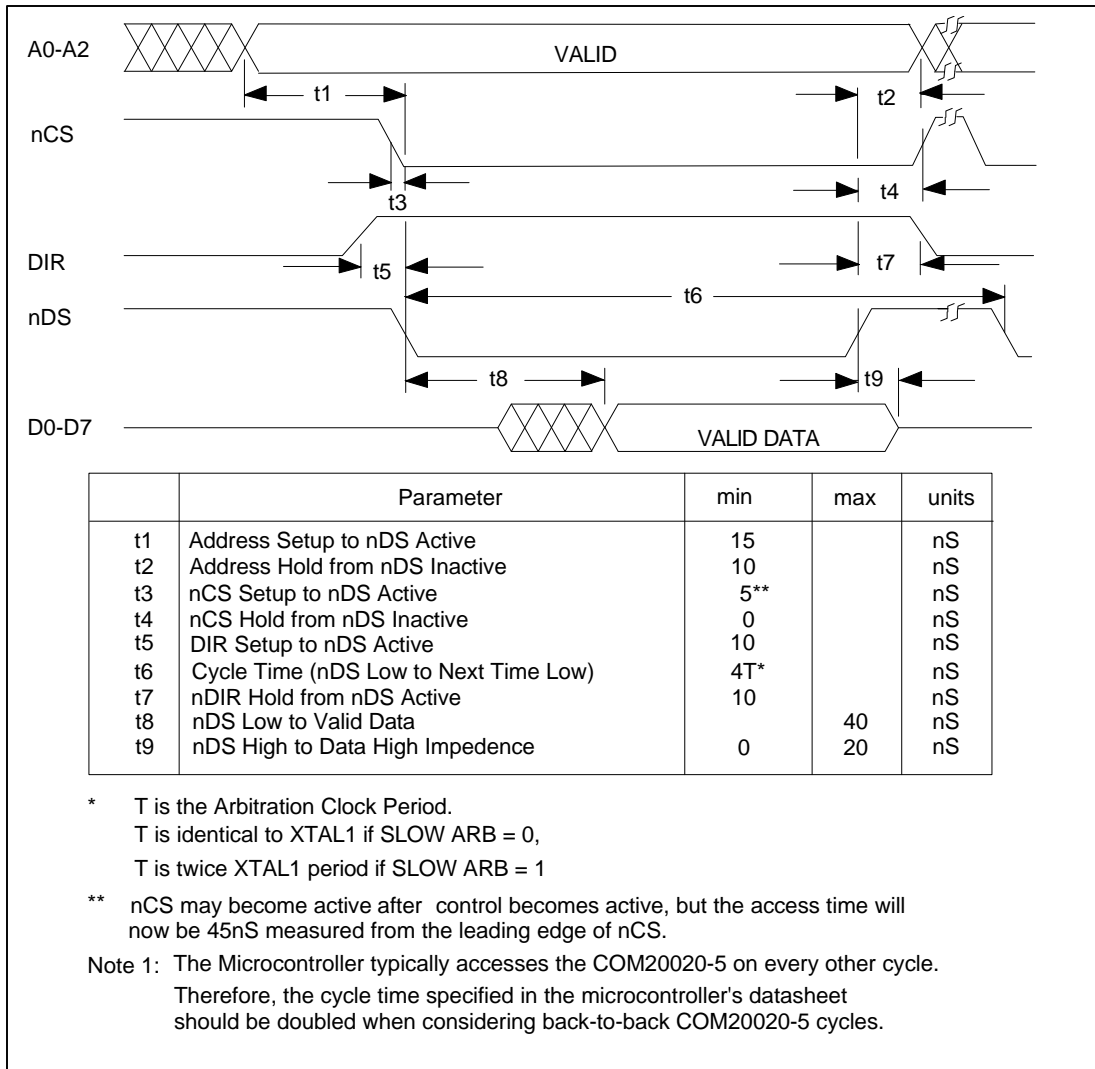 A0-A2
VALID
t1
t2
nCS
t3
t4
DIR
t5
t7
t6
nDS
t8
t9
D0-D7
VALID DATA
Parameter min max units
t1 Address Setup to nDS Active 15 nS
t2 Address Hold from nDS Inactive 10 nS
t3 nCS Setup to nDS Active 5** nS
t4 nCS Hold from nDS Inactive 0 nS
t5 DIR Setup to nDS Active 10 nS
t6 Cycle Time (nDS Low to Next Time Low) 4T* nS
t7 nDIR Hold from nDS Active 10 nS
t8 nDS Low to Valid Data 40 nS
t9 nDS High to Data High Impedence 0 20 nS
* T is the Arbitration Clock Period.
T is identical to XTAL1 if SLOW ARB = 0,
T is twice XTAL1 period if SLOW ARB = 1
** nCS may become active after control becomes active, but the access time will
now be 45nS measured from the leading edge of nCS.
Note 1: The Microcontroller typically accesses the COM20020-5 on every other cycle.
Therefore, the cycle time specified in the microcontroller's datasheet
should be doubled when considering back-to-back COM20020-5 cycles.